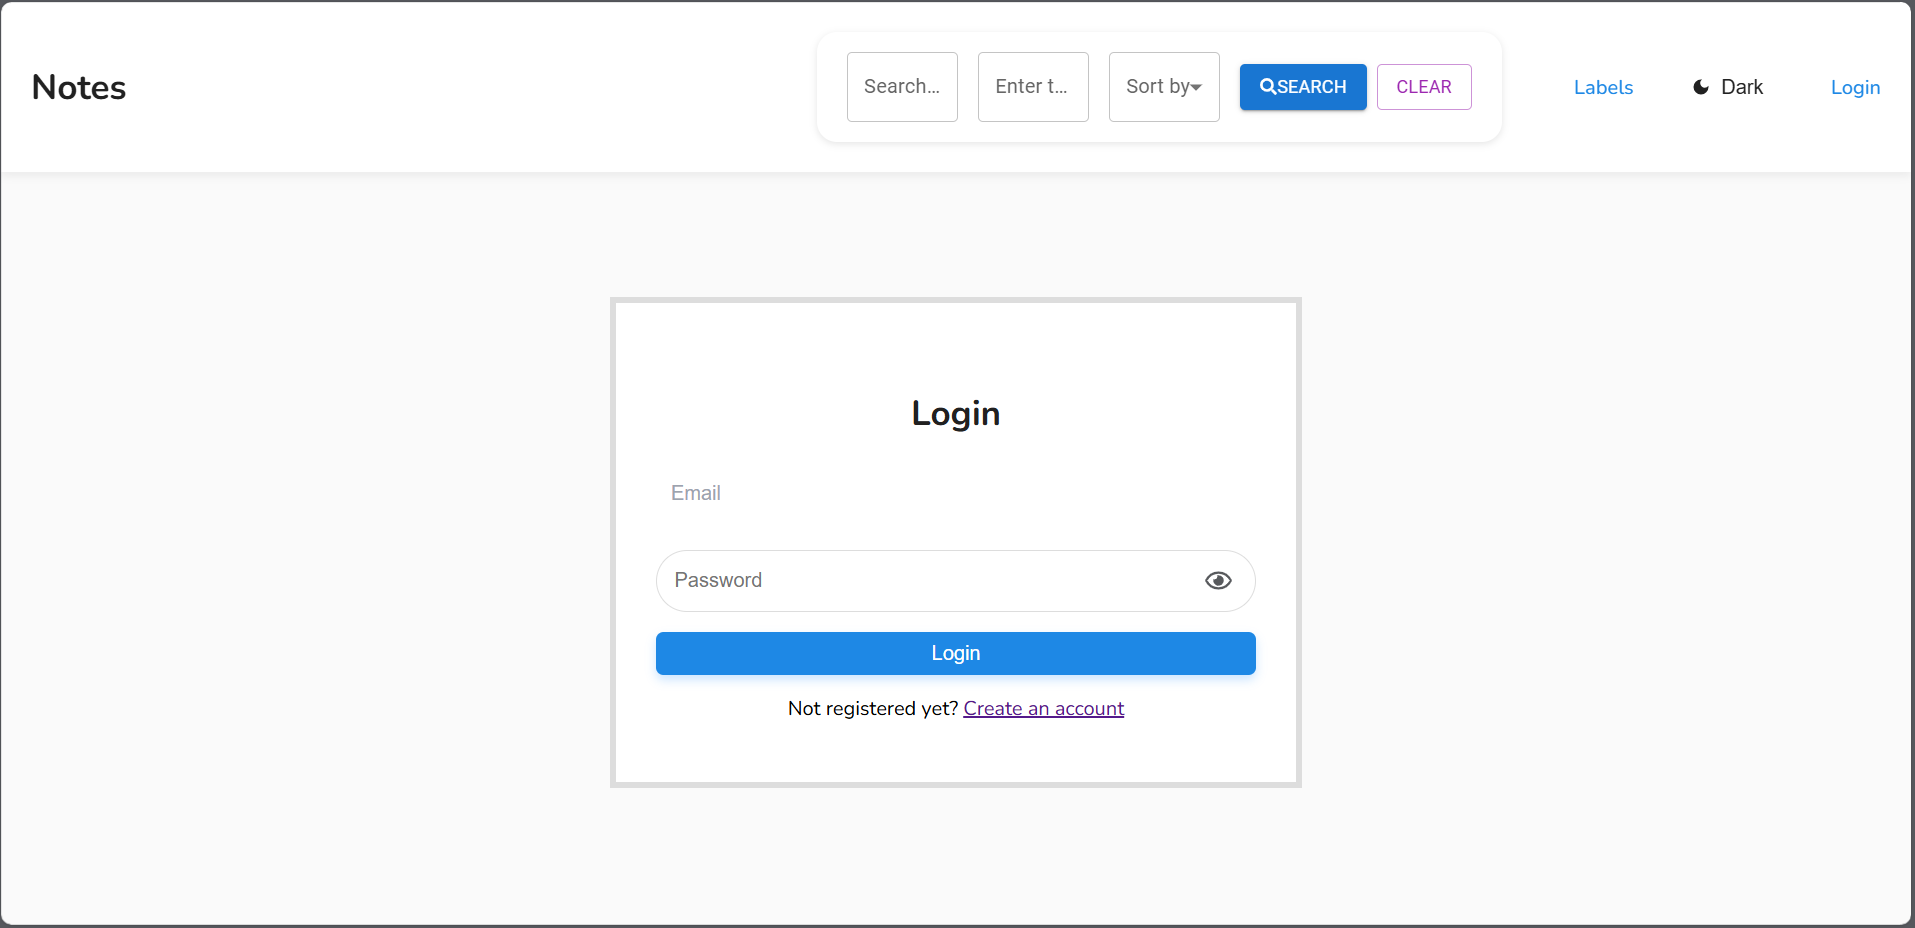 Notes
Search...
Enter t...
Sort by
SEARCH
CLEAR
Labels
Dark
Login
Login
Email
Password
Login
Not registered yet? Create an account